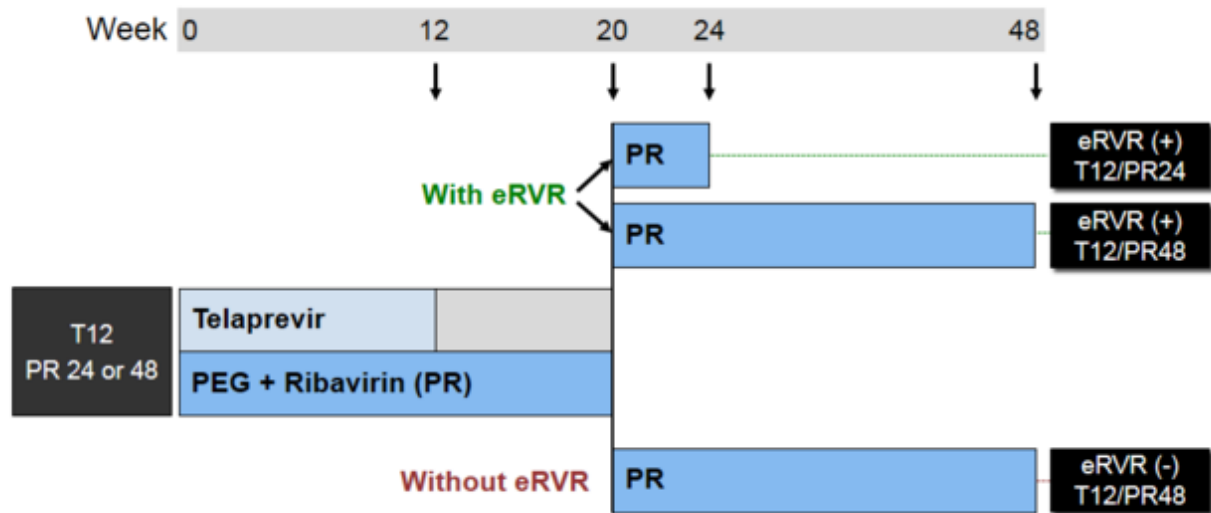 Week 0 12 20 24 48
PR
eRVR (+)
T12/PR24
With eRVR
PR
eRVR (+)
T12/PR48
T12
PR 24 or 48
Telaprevir
PEG + Ribavirin (PR)
Without eRVR
PR
eRVR (-)
T12/PR48